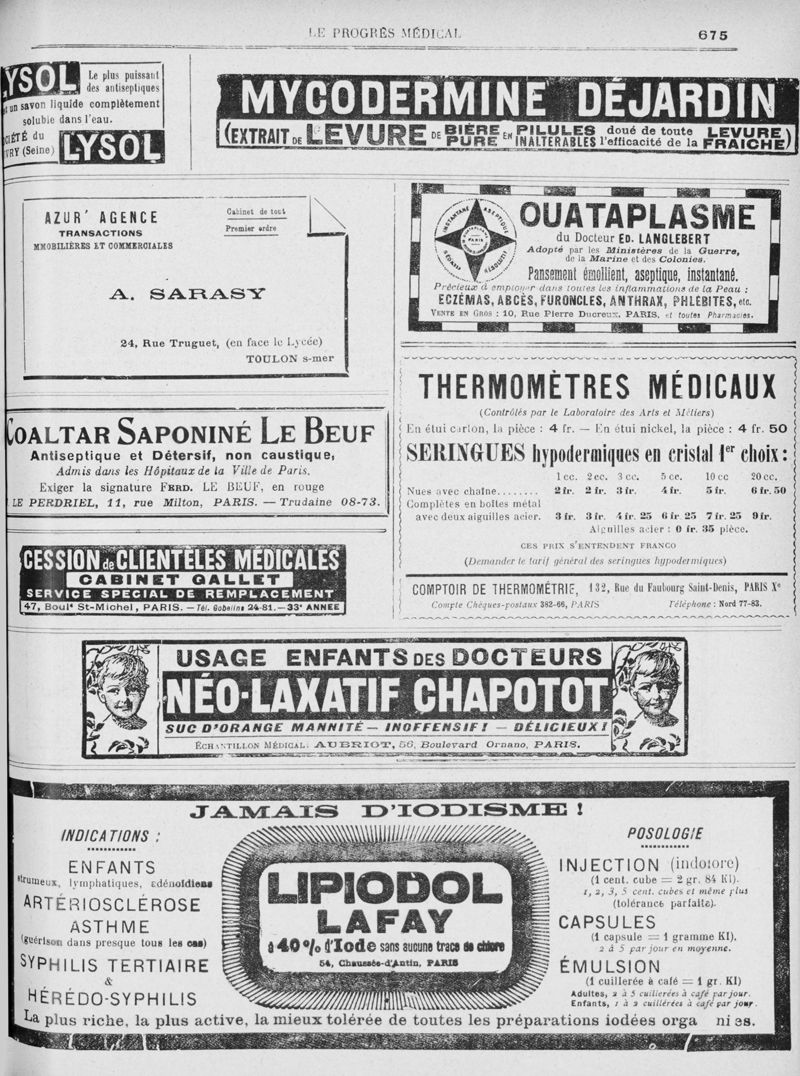 LE PROGRÈS MÉDICAL
675
LYSOL
Le plus puissant
des antiseptiques
est un savon liquide complètement
soluble dans l'eau.
SOCIÉTÉ du
IVRY (Seine)
LYSOL
MYCODERMINE DÉJARDIN
(EXTRAIT DE LEVURE DE BIÈRE PURE EN PILULES INALTERABLES doué de toute l'efficacité de la LEVURE FRAICHE)
AZUR' AGENCE
TRANSACTIONS
MMOBILIÈRES ET COMMERCIALES
Cabinet de tout
Premier ordre
A. SARASY
24, Rue Truguet, (en face le Lycée)
TOULON s-mer
INSTANTANÉ ASEPTIQUE
OUATAPLASME
PARIS
OUATAPLASME
du Docteur ED. LANGLEBERT
Adopté par les Ministères de la Guerre,
de la Marine et des Colonies.
Pansement émollient, aseptique, instantané.
Précieux à employer dans toutes les inflammations de la Peau :
ECZÉMAS, ABCÈS, FURONCLES, ANTHRAX, PHLÉBITES, etc.
VENTE EN GROS : 10, Rue Pierre Ducreux, PARIS, et toutes Pharmacies.
COALTAR SAPONINÉ LE BEUF
Antiseptique et Détersif, non caustique,
Admis dans les Hôpitaux de la Ville de Paris.
Exiger la signature FERD. LE BEUF, en rouge
LE PERDRIEL, 11, rue Milton, PARIS. — Trudaine 08-73.
THERMOMÈTRES MÉDICAUX
(Contrôlés par le Laboratoire des Arts et Métiers)
En étui carton, la pièce : 4 fr. — En étui nickel, la pièce : 4 fr. 50
SERINGUES hypodermiques en cristal 1er choix :
1 cc. 2 cc. 3 cc. 5 cc. 10 cc 20 cc.
Nues avec chaîne........ 2 fr. 2 fr. 3 fr. 4 fr. 5 fr. 6 fr. 50
Complètes en boîtes métal
avec deux aiguilles acier. 3 fr. 3 fr. 4 fr. 25 6 fr. 25 7 fr. 25 9 fr.
Aiguilles acier : 0 fr. 35 pièce.
CES PRIX S'ENTENDENT FRANCO
(Demander le tarif général des seringues hypodermiques)
COMPTOIR DE THERMOMÉTRIE, 132, Rue du Faubourg Saint-Denis, PARIS Xe
Compte Chèques-postaux 382-66, PARIS Téléphone : Nord 77-83.
CESSION de CLIENTÈLES MÉDICALES
CABINET GALLET
SERVICE SPECIAL DE REMPLACEMENT
47, Boulᵈ St-Michel, PARIS. — Tél. Gobelins 24-81. — 33e ANNÉE
USAGE ENFANTS DES DOCTEURS
NÉO-LAXATIF CHAPOTOT
SUC D'ORANGE MANNITÉ — INOFFENSIF ! — DÉLICIEUX !
ÉCHANTILLON MÉDICAL: AUBRIOT, 56, Boulevard Ornano, PARIS.
JAMAIS D'IODISME !
INDICATIONS :
ENFANTS
strumeux, lymphatiques, adénoïdiens
ARTÉRIOSCLÉROSE
ASTHME
(guérison dans presque tous les cas)
SYPHILIS TERTIAIRE
&
HÉRÉDO-SYPHILIS
LIPIODOL
LAFAY
à 40 % d'Iode sans aucune trace de chlore
54, Chaussée-d'Antin, PARIS
POSOLOGIE
INJECTION (indolore)
(1 cent. cube = 2 gr. 84 KI).
1, 2, 3, 5 cent. cubes et même plus
(tolérance parfaite).
CAPSULES
(1 capsule = 1 gramme KI),
2 à 5 par jour en moyenne.
ÉMULSION
(1 cuillerée à café = 1 gr. KI)
Adultes, 2 à 5 cuillerées à café par jour.
Enfants, 1 à 2 cuillérées à café par jour.
La plus riche, la plus active, la mieux tolérée de toutes les préparations iodées orga ni es.